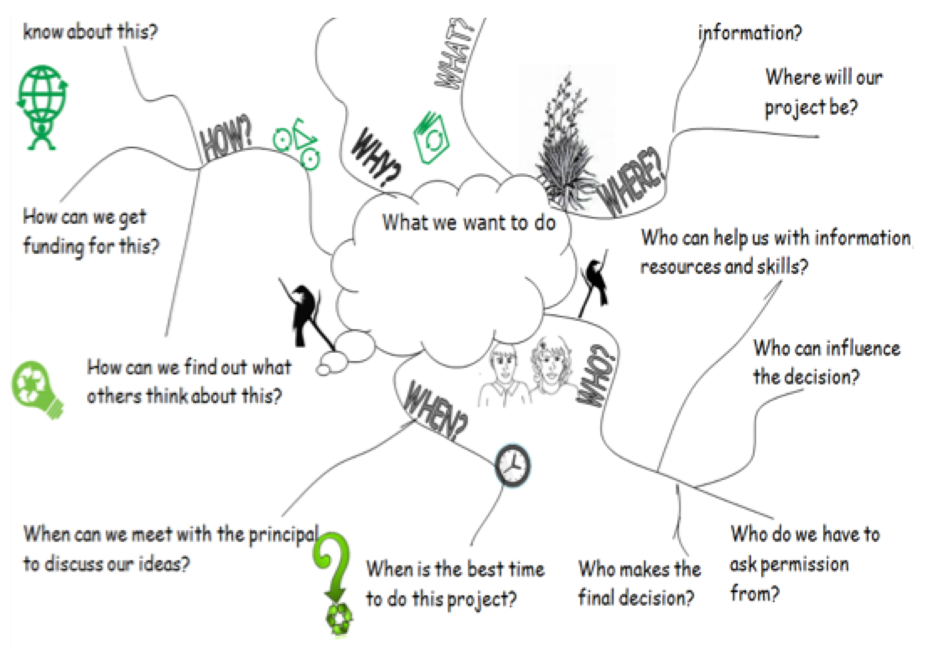 know about this?
WHAT?
information?
Where will our
project be?
HOW?
WHY?
WHERE?
How can we get
funding for this?
What we want to do
Who can help us with information,
resources and skills?
How can we find out what
others think about this?
WHO?
Who can influence
the decision?
WHEN?
When can we meet with the principal
to discuss our ideas?
When is the best time
to do this project?
Who makes the
final decision?
Who do we have to
ask permission
from?